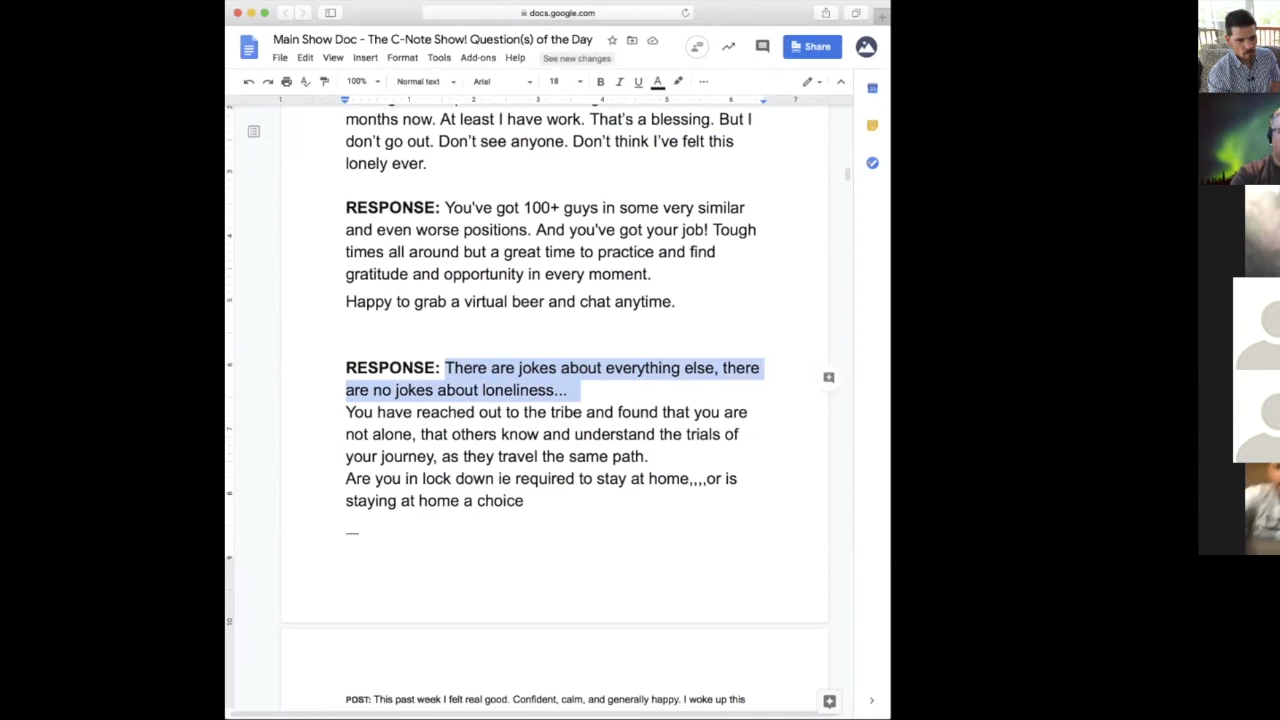 docs.google.com
Main Show Doc - The C-Note Show! Question(s) of the Day
Share
File Edit View Insert Format Tools Add-ons Help See new changes
100% Normal text Arial 18 B I U A
1 1 2 3 4 5 6 7
months now. At least I have work. That's a blessing. But I
don't go out. Don't see anyone. Don't think I've felt this
lonely ever.
RESPONSE: You've got 100+ guys in some very similar
and even worse positions. And you've got your job! Tough
times all around but a great time to practice and find
gratitude and opportunity in every moment.
Happy to grab a virtual beer and chat anytime.
RESPONSE: There are jokes about everything else, there
are no jokes about loneliness...
You have reached out to the tribe and found that you are
not alone, that others know and understand the trials of
your journey, as they travel the same path.
Are you in lock down ie required to stay at home,,,,or is
staying at home a choice
—
POST: This past week I felt real good. Confident, calm, and generally happy. I woke up this